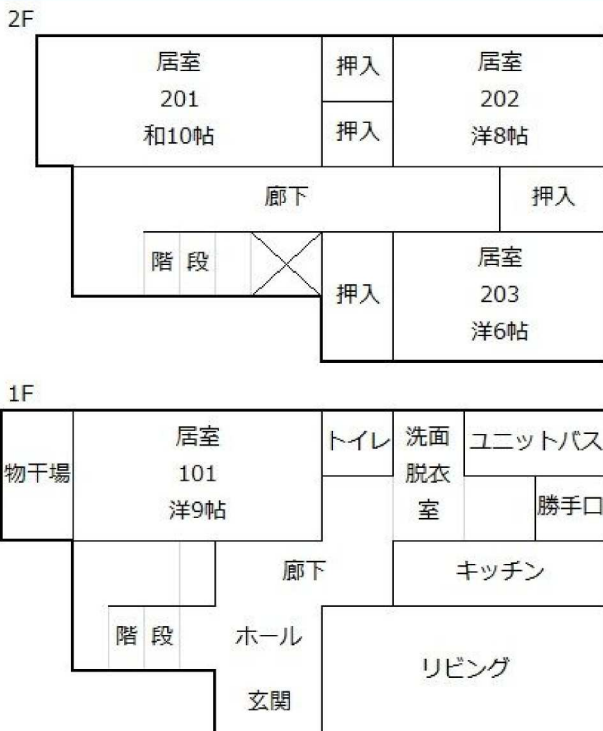 2F
居室
201
和10帖
押入
押入
居室
202
洋8帖
廊下
押入
階段
押入
居室
203
洋6帖
1F
物干場
居室
101
洋9帖
トイレ
洗面
脱衣
室
ユニットバス
勝手口
廊下
キッチン
階段
ホール
玄関
リビング